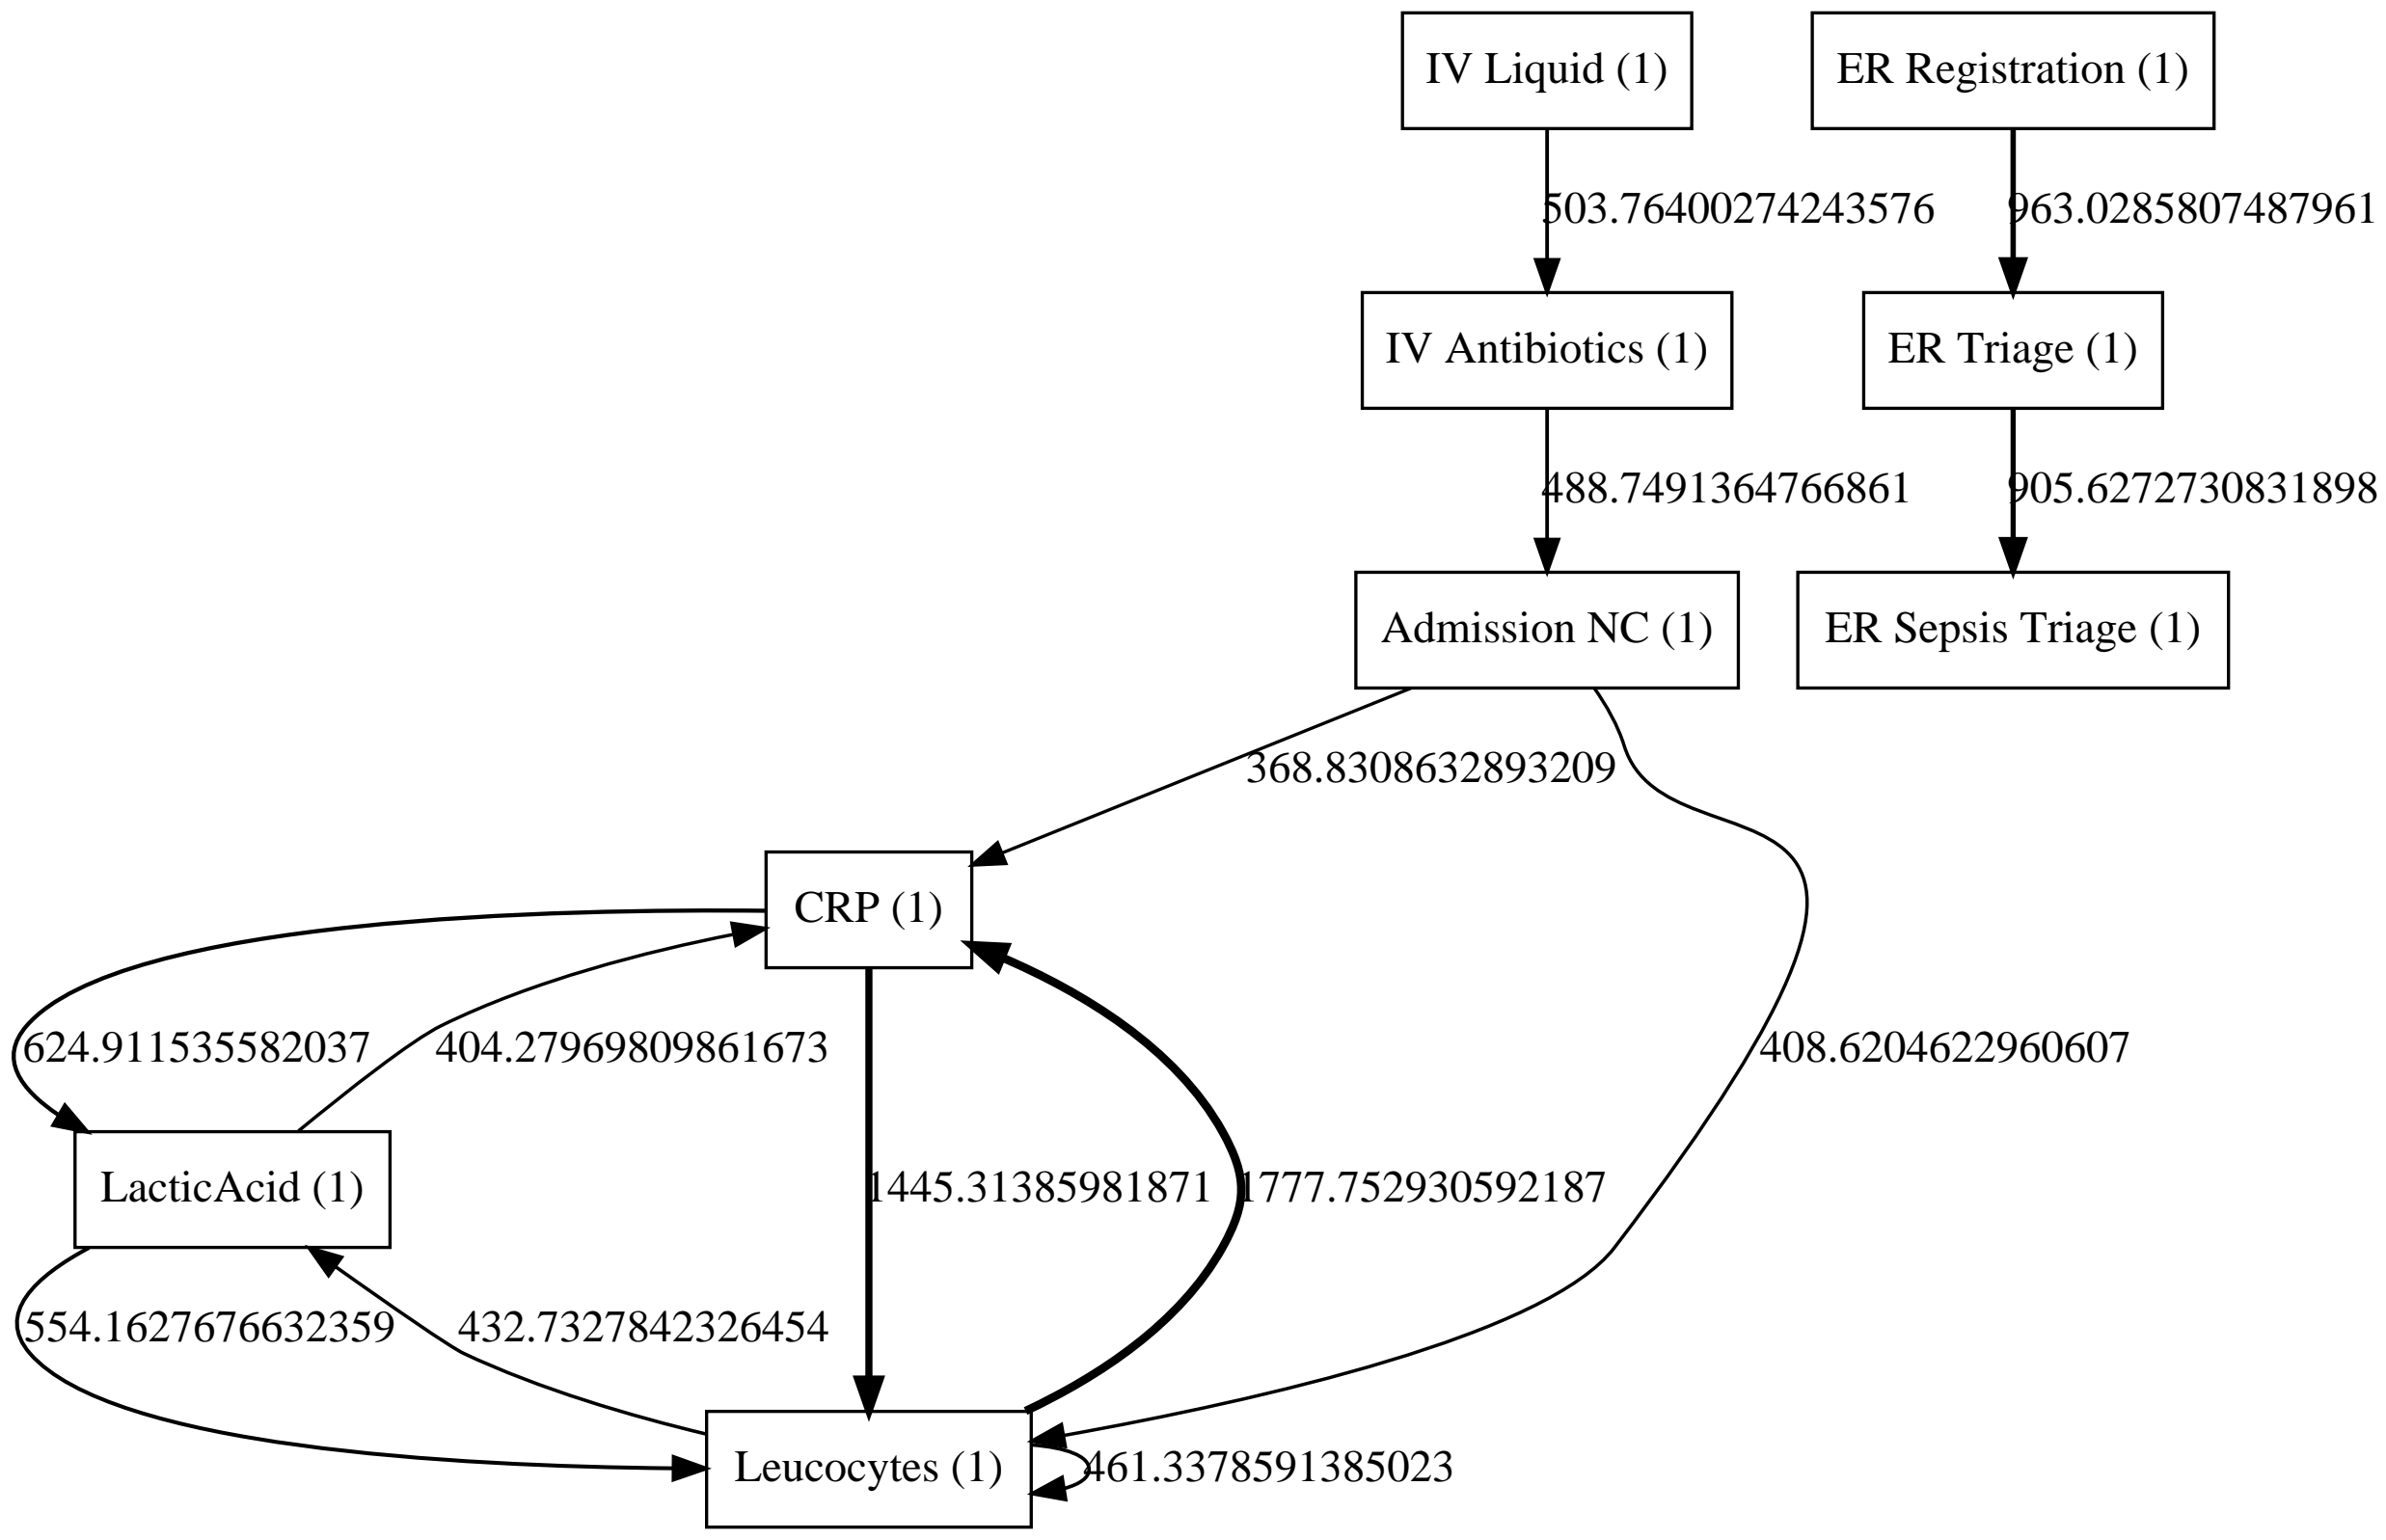 IV Liquid (1)
ER Registration (1)
503.76400274243576
963.0285807487961
IV Antibiotics (1)
ER Triage (1)
488.7491364766861
905.6272730831898
Admission NC (1)
ER Sepsis Triage (1)
368.8308632893209
CRP (1)
624.911535582037
404.27969809861673
408.6204622960607
LacticAcid (1)
1445.31385981871
1777.752930592187
554.1627676632359
432.7327842326454
Leucocytes (1)
461.3378591385023